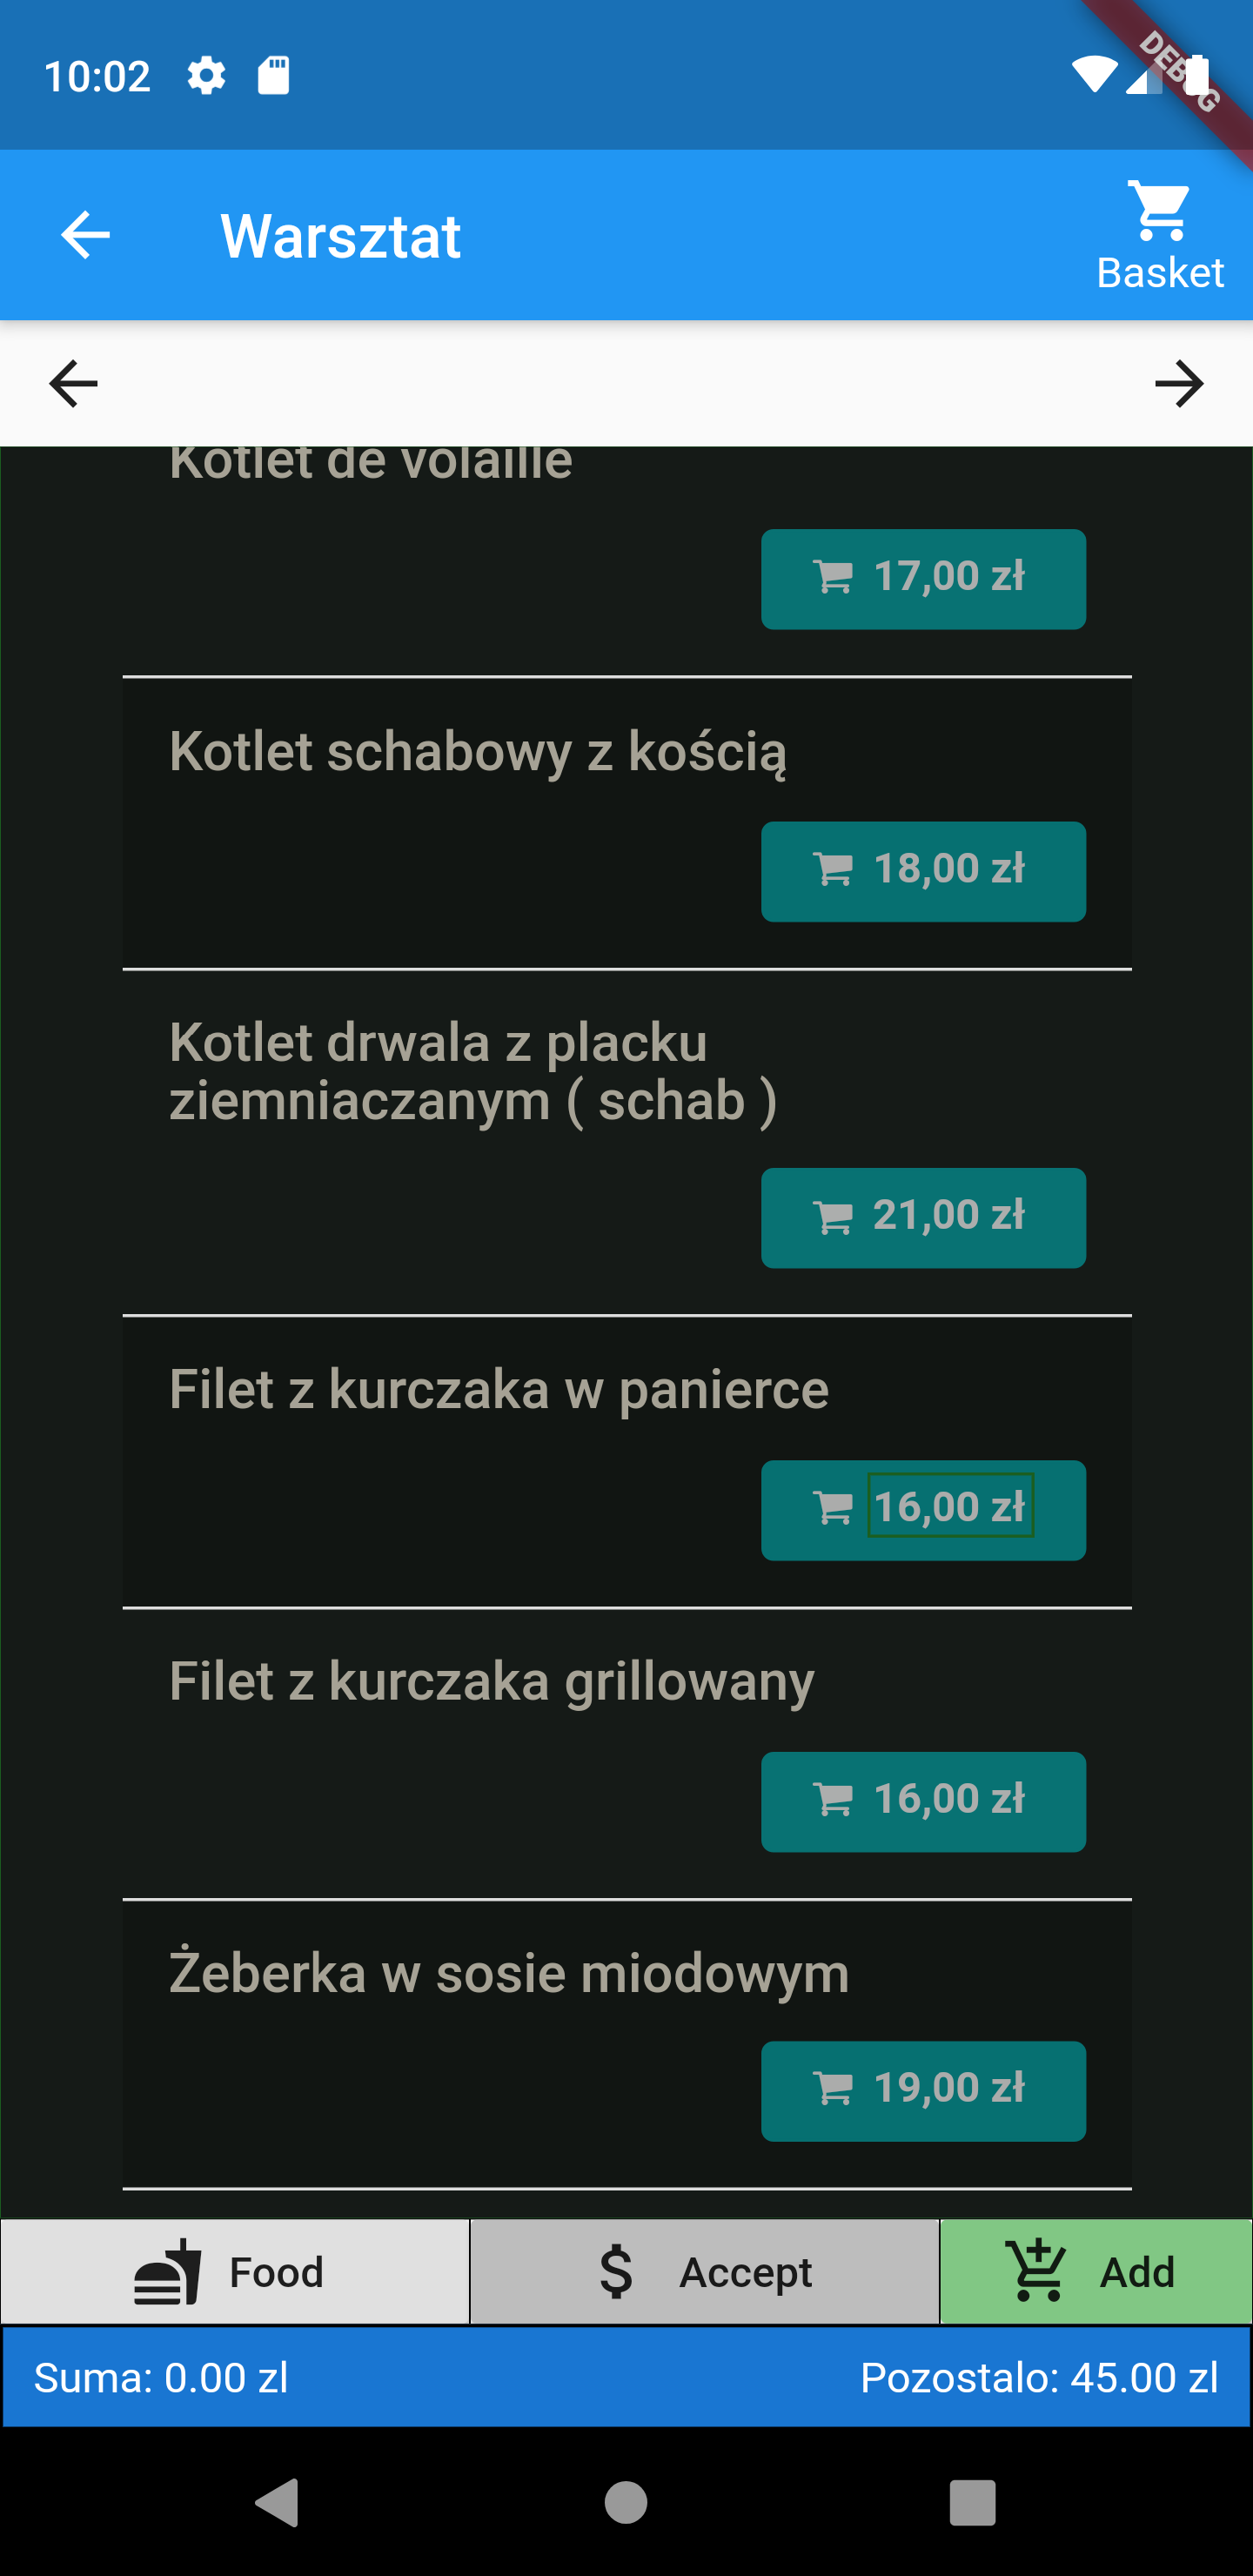 10:02
DEBUG
Warsztat
Basket
Kotlet de volaille
17,00 zł
Kotlet schabowy z kością
18,00 zł
Kotlet drwala z placku
ziemniaczanym ( schab )
21,00 zł
Filet z kurczaka w panierce
16,00 zł
Filet z kurczaka grillowany
16,00 zł
Żeberka w sosie miodowym
19,00 zł
Food
Accept
Add
Suma: 0.00 zl
Pozostalo: 45.00 zl